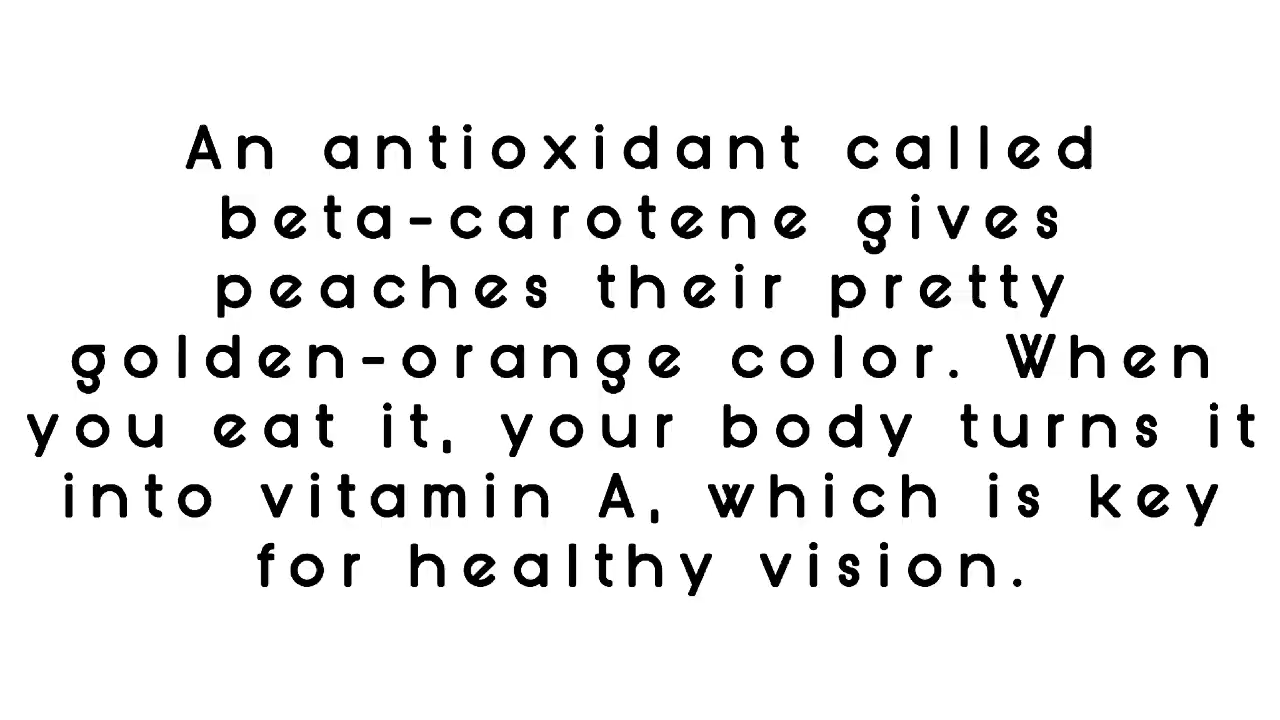 An antioxidant called
beta-carotene gives
peaches their pretty
golden-orange color. When
you eat it, your body turns it
into vitamin A, which is key
for healthy vision.